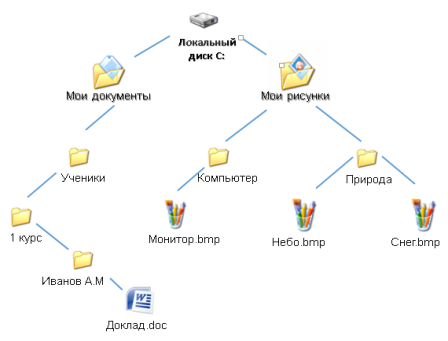 Локальный
диск С:
Мои документы
Мои рисунки
Ученики
Компьютер
Природа
1 курс
Монитор.bmp
Небо.bmp
Снег.bmp
Иванов А.М
Доклад.doc